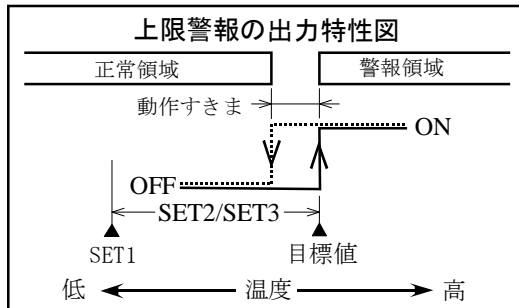 上限警報の出力特性図
正常領域
警報領域
動作すきま
ON
OFF
SET2/SET3
SET1
目標値
低
温度
高